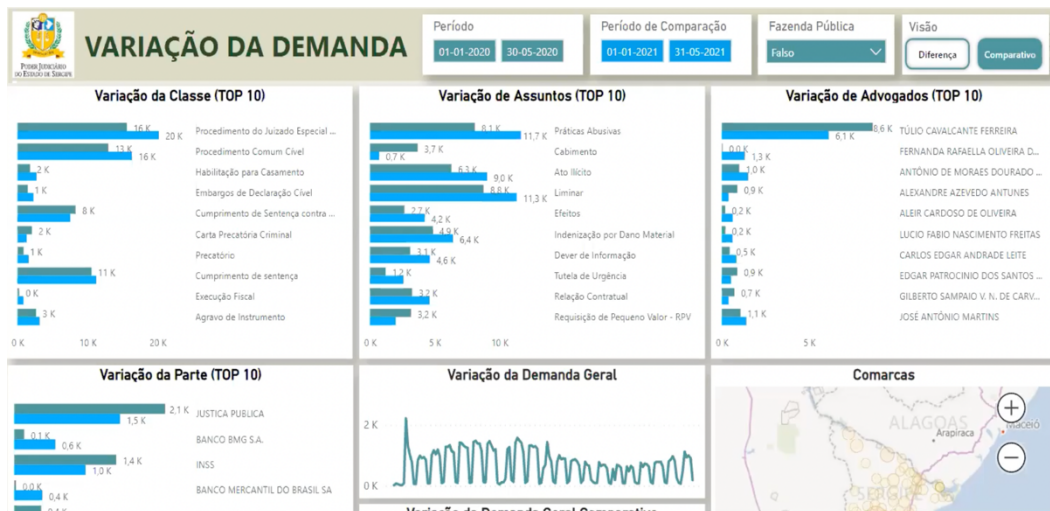 PODER JUDICIÁRIO
DO ESTADO DE SERGIPE
VARIAÇÃO DA DEMANDA
Período
01-01-2020 30-05-2020
Período de Comparação
01-01-2021 31-05-2021
Fazenda Pública
Falso
Visão
Diferença Comparativo
Variação da Classe (TOP 10)
16 K
20 K
Procedimento do Juizado Especial ...
13 K
16 K
Procedimento Comum Cível
2 K
Habilitação para Casamento
1 K
Embargos de Declaração Cível
8 K
Cumprimento de Sentença contra ...
2 K
Carta Precatória Criminal
1 K
Precatório
11 K
Cumprimento de sentença
0 K
Execução Fiscal
3 K
Agravo de Instrumento
0 K 10 K 20 K
Variação de Assuntos (TOP 10)
8,1 K
11,7 K
Práticas Abusivas
3,7 K
0,7 K
Cabimento
6,3 K
9,0 K
Ato Ilícito
8,8 K
11,3 K
Liminar
2,7 K
4,2 K
Efeitos
4,9 K
6,4 K
Indenização por Dano Material
3,1 K
4,6 K
Dever de Informação
1,2 K
Tutela de Urgência
3,2 K
Relação Contratual
3,2 K
Requisição de Pequeno Valor - RPV
0 K 5 K 10 K
Variação de Advogados (TOP 10)
8,6 K
6,1 K
TÚLIO CAVALCANTE FERREIRA
0,0 K
1,3 K
FERNANDA RAFAELLA OLIVEIRA D...
1,0 K
ANTÔNIO DE MORAES DOURADO ...
0,9 K
ALEXANDRE AZEVEDO ANTUNES
0,2 K
ALEIR CARDOSO DE OLIVEIRA
0,2 K
LUCIO FABIO NASCIMENTO FREITAS
0,5 K
CARLOS EDGAR ANDRADE LEITE
0,9 K
EDGAR PATROCINIO DOS SANTOS ...
0,7 K
GILBERTO SAMPAIO V. N. DE CARV...
1,1 K
JOSÉ ANTÔNIO MARTINS
0 K 5 K
Variação da Parte (TOP 10)
2,1 K
1,5 K
JUSTICA PUBLICA
0,1 K
0,6 K
BANCO BMG S.A.
1,4 K
1,0 K
INSS
0,0 K
0,4 K
BANCO MERCANTIL DO BRASIL SA
Variação da Demanda Geral
2 K
0 K
Variação da Demanda Geral Comparativo
Comarcas
ALAGOAS
Arapiraca
Maceió
SERGIPE